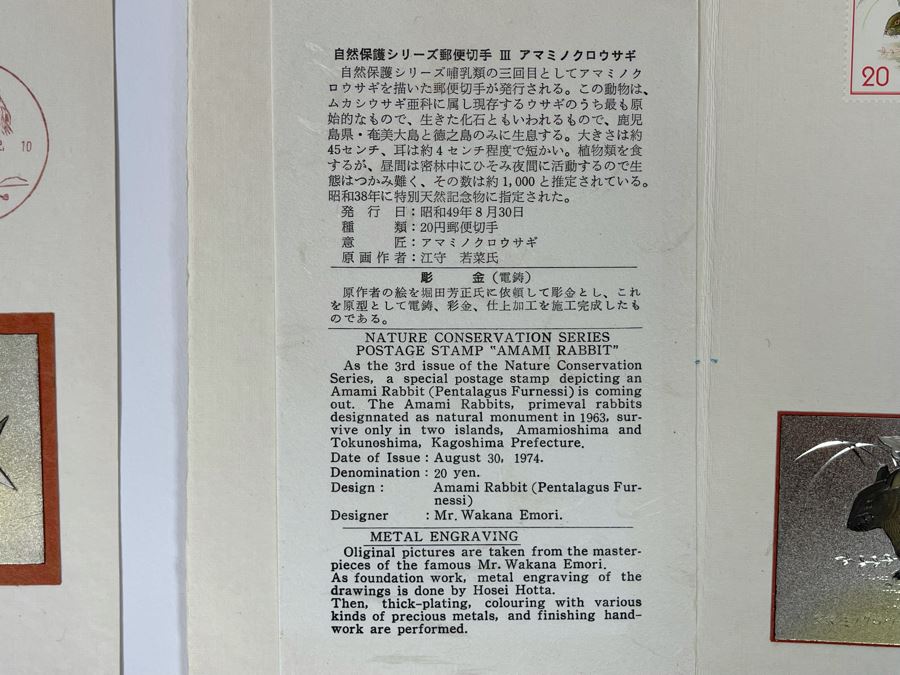 自然保護シリーズ郵便切手 III アマミノクロウサギ
自然保護シリーズ哺乳類の三回目としてアマミノク
ロウサギを描いた郵便切手が発行される。この動物は、
ムカシウサギ亜科に属し現存するウサギのうち最も原
始的なもので、生きた化石ともいわれるもので、鹿児
島県・奄美大島と徳之島のみに生息する。大きさは約
45センチ、耳は約4センチ程度で短かい。植物類を食
するが、昼間は密林中にひそみ夜間に活動するので生
態はつかみ難く、その数は約1,000と推定されている。
昭和38年に特別天然記念物に指定された。
発行日：昭和49年8月30日
種類：20円郵便切手
意匠：アマミノクロウサギ
原画作者：江守 若菜氏
彫金（電鋳）
原作者の絵を堀田芳正氏に依頼して彫金とし、これ
を原型として電鋳、彩金、仕上加工を施工完成したも
のである。
NATURE CONSERVATION SERIES
POSTAGE STAMP "AMAMI RABBIT"
As the 3rd issue of the Nature Conservation
Series, a special postage stamp depicting an
Amami Rabbit (Pentalagus Furnessi) is coming
out. The Amami Rabbits, primeval rabbits
designnated as natural monument in 1963, sur-
vive only in two islands, Amamioshima and
Tokunoshima, Kagoshima Prefecture.
Date of Issue : August 30, 1974.
Denomination : 20 yen.
Design : Amami Rabbit (Pentalagus Fur-
nessi)
Designer : Mr. Wakana Emori.
METAL ENGRAVING
Oliginal pictures are taken from the master-
pieces of the famous Mr. Wakana Emori.
As foundation work, metal engraving of the
drawings is done by Hosei Hotta.
Then, thick-plating, colouring with various
kinds of precious metals, and finishing hand-
work are performed.
10
20